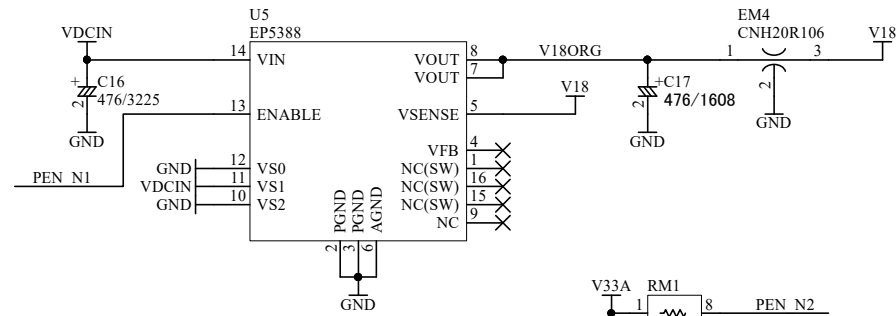 U5
EP5388
EM4
CNH20R106
VDCIN
V18
14 VIN VOUT 8 V18ORG 1 3
VOUT 7
+ C16
2 476/3225
GND
+C17
2 476/1608
GND
2
GND
V18
13 ENABLE VSENSE 5
VFB 4
GND 12 VS0 NC(SW) 1
PEN_N1 VDCIN 11 VS1 NC(SW) 16
GND 10 VS2 NC(SW) 15
NC 9
PGND PGND AGND
2 3 6
GND
V33A RM1
1 8 PEN_N2